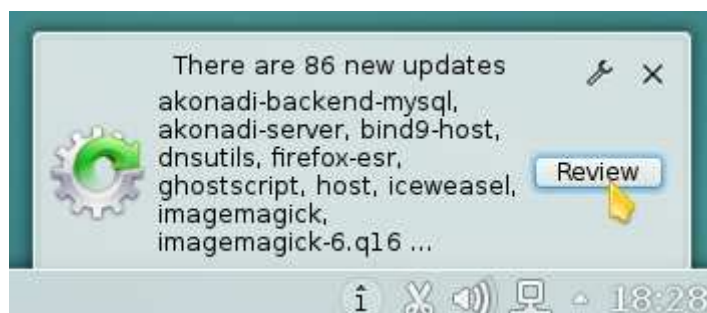 There are 86 new updates
akonadi-backend-mysql,
akonadi-server, bind9-host,
dnsutils, firefox-esr,
ghostscript, host, iceweasel,
imagemagick,
imagemagick-6.q16 ...
Review
18:28